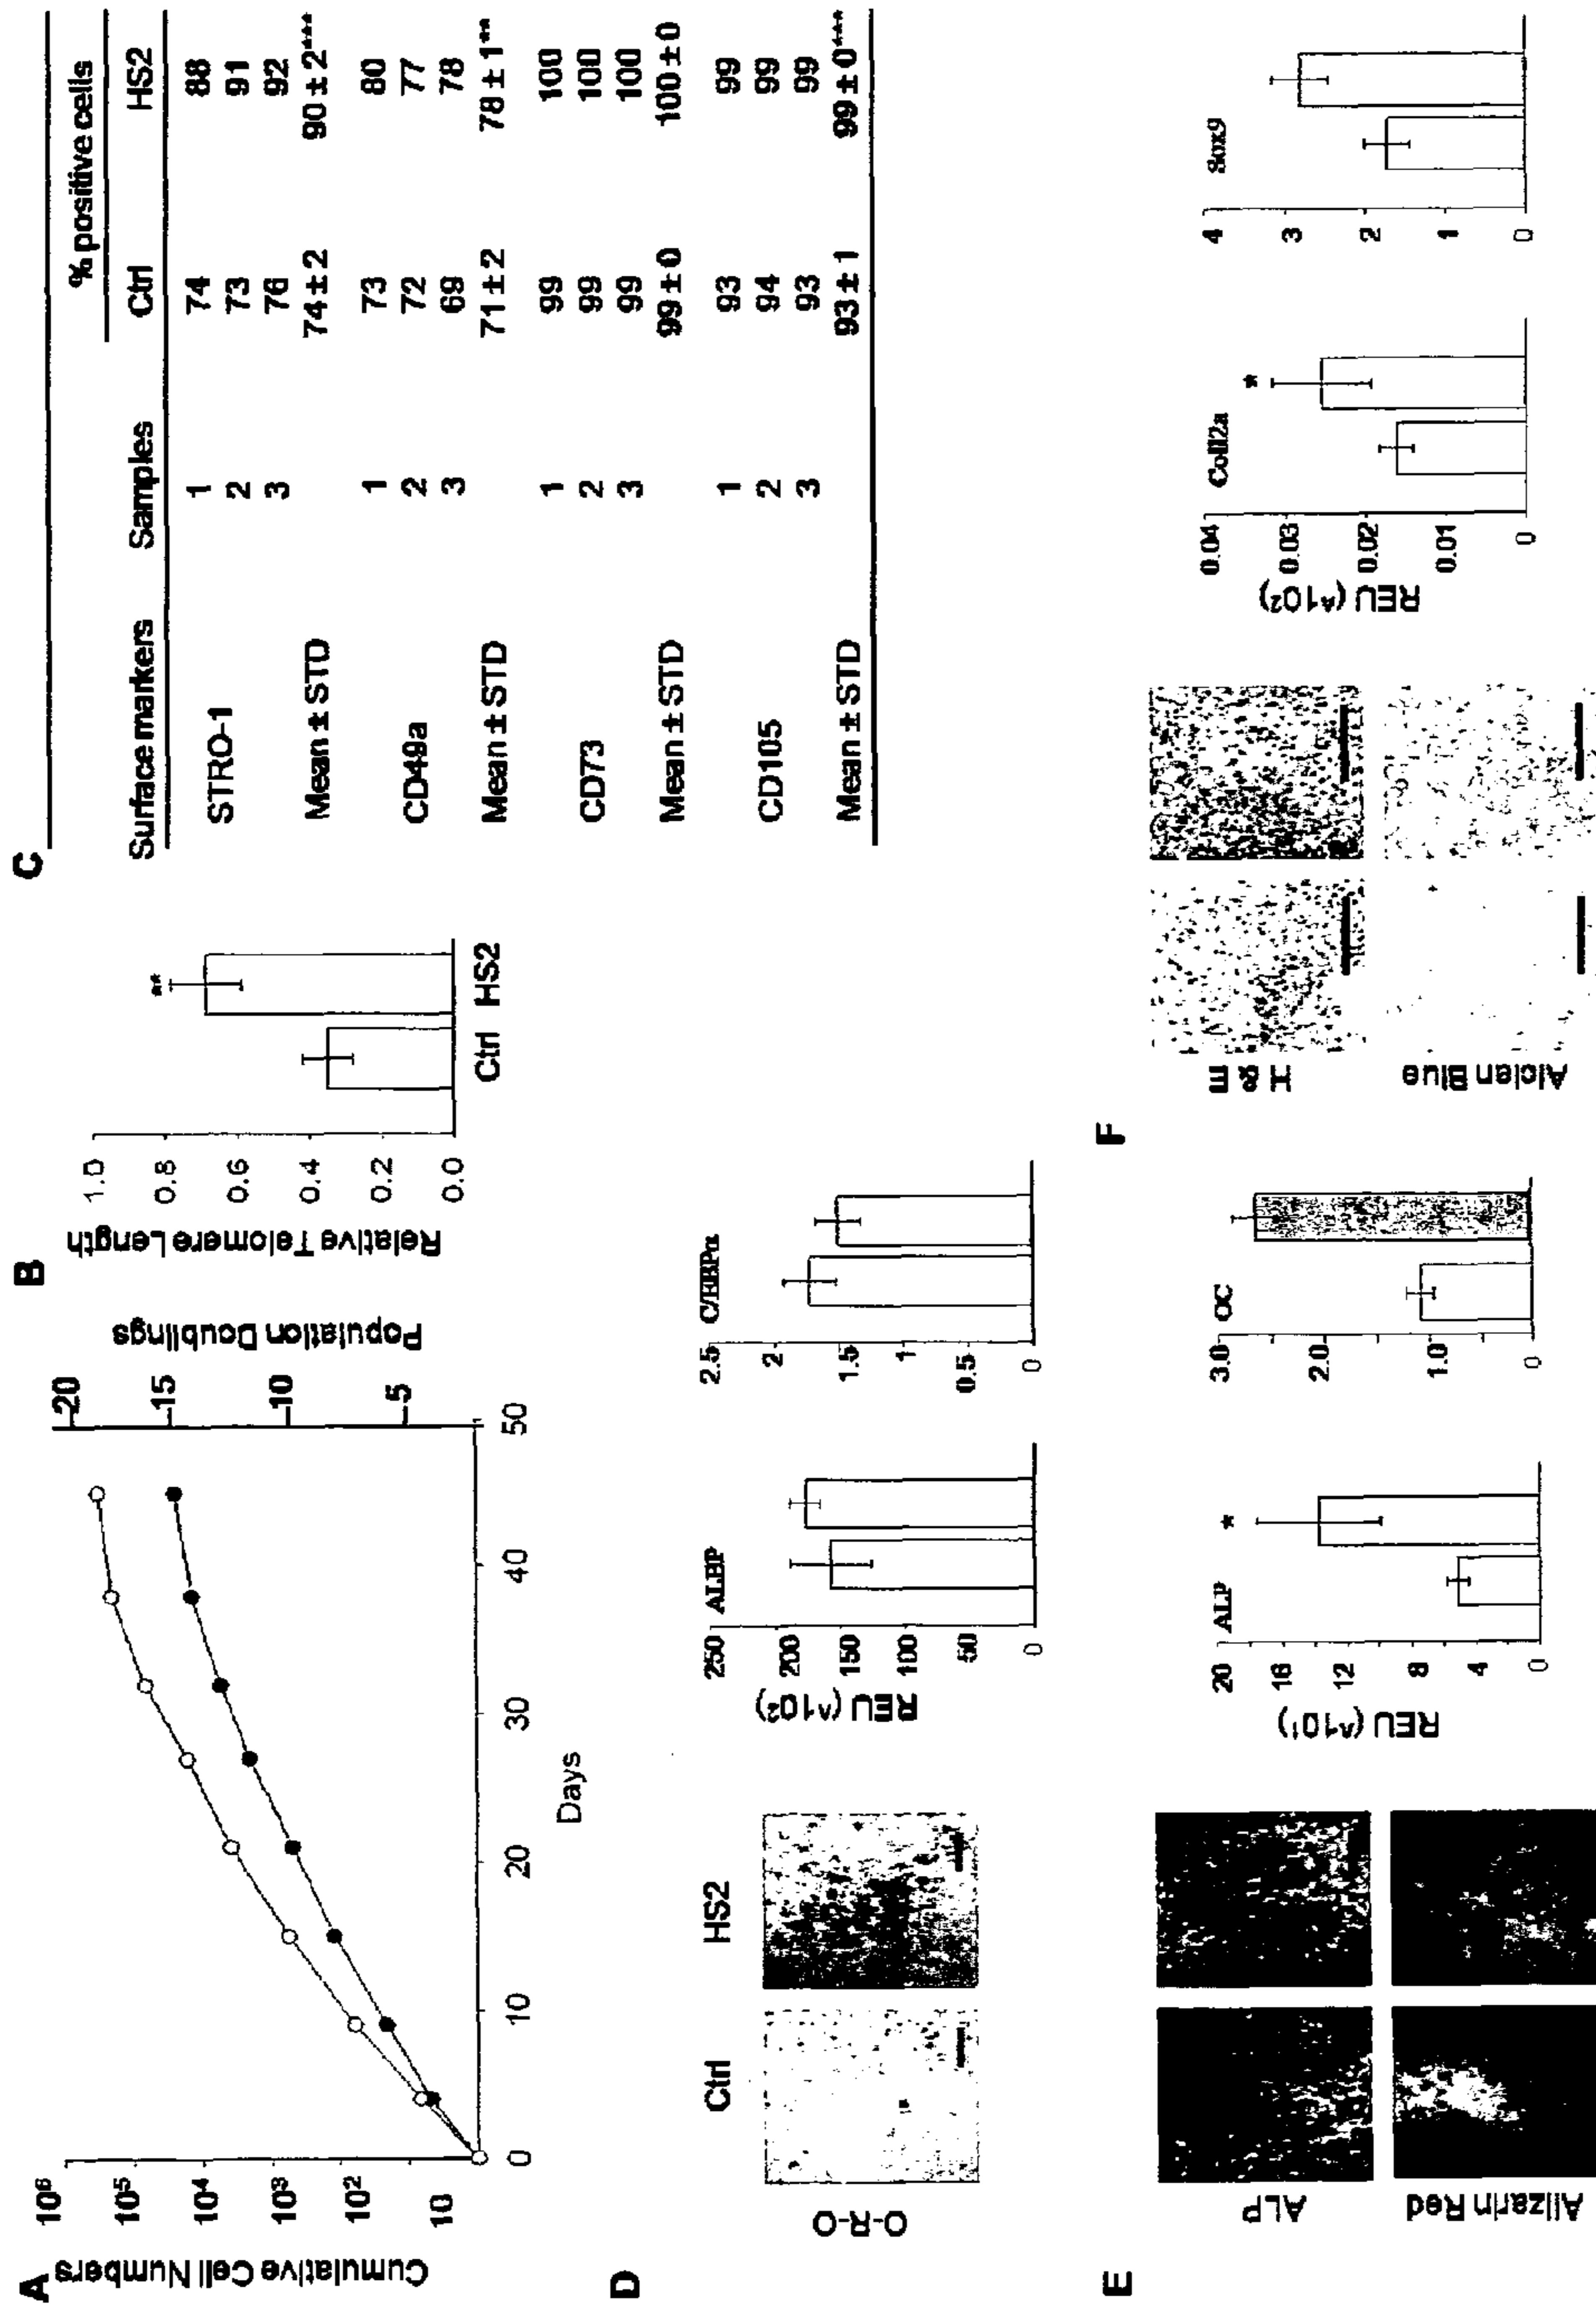 A
Cumulative Cell Numbers
10⁶
10⁵
10⁴
10³
10²
10
0 10 20 30 40 50
Days
20
15
10
5
Population Doublings
B
Relative Telomere Length
1.0
0.8
0.6
0.4
0.2
0.0
**
Ctrl HS2
C
% positive cells
Surface markers Samples Ctrl HS2
STRO-1 1 74 88
2 73 91
3 76 92
Mean ± STD 74 ± 2 90 ± 2***
CD49a 1 73 80
2 72 77
3 69 78
Mean ± STD 71 ± 2 78 ± 1**
CD73 1 99 100
2 99 100
3 99 100
Mean ± STD 99 ± 0 100 ± 0
CD105 1 93 99
2 94 99
3 93 99
Mean ± STD 93 ± 1 99 ± 0***
D
Ctrl HS2
O-R-O
REU (^10²)
ALBP
250
200
150
100
50
0
C/EBPα
2.5
2
1.5
1
0.5
0
E
ALP
Alizarin Red
REU (^10¹)
ALP
20
16
12
8
4
0
*
OC
3.0
2.0
1.0
0
F
H & E
Alcian Blue
REU (^10²)
Coll2a
0.04
0.03
0.02
0.01
0
*
Sox9
4
3
2
1
0